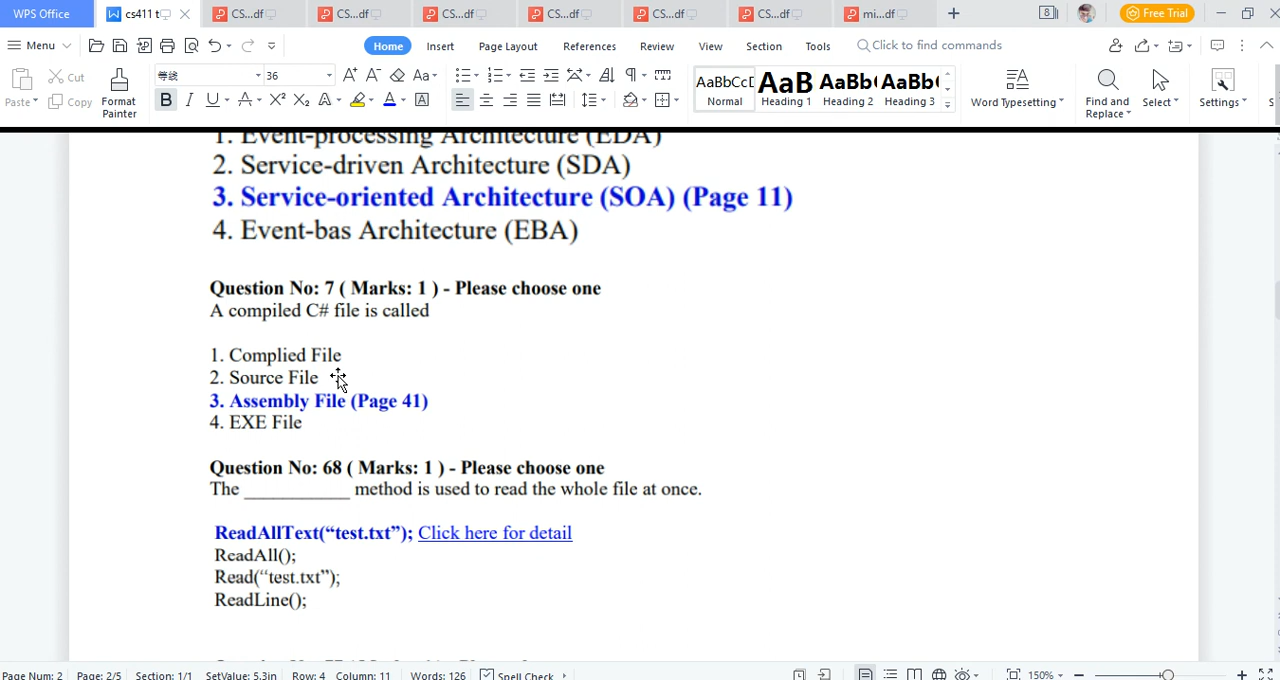 WPS Office cs411 t CS...df CS...df CS...df CS...df CS...df CS...df mi...df Free Trial
Menu Home Insert Page Layout References Review View Section Tools Click to find commands
Paste Cut Copy Format Painter 等线 36 AaBbCcD Normal AaB Heading 1 AaBb( Heading 2 AaBb( Heading 3 Word Typesetting Find and Replace Select Settings
1. Event-processing Architecture (EDA)
2. Service-driven Architecture (SDA)
3. Service-oriented Architecture (SOA) (Page 11)
4. Event-bas Architecture (EBA)
Question No: 7 ( Marks: 1 ) - Please choose one
A compiled C# file is called
1. Complied File
2. Source File
3. Assembly File (Page 41)
4. EXE File
Question No: 68 ( Marks: 1 ) - Please choose one
The ___________ method is used to read the whole file at once.
ReadAllText(“test.txt”); Click here for detail
ReadAll();
Read(“test.txt”);
ReadLine();
Page Num: 2 Page: 2/5 Section: 1/1 SetValue: 5.3in Row: 4 Column: 11 Words: 126 Spell Check 150%